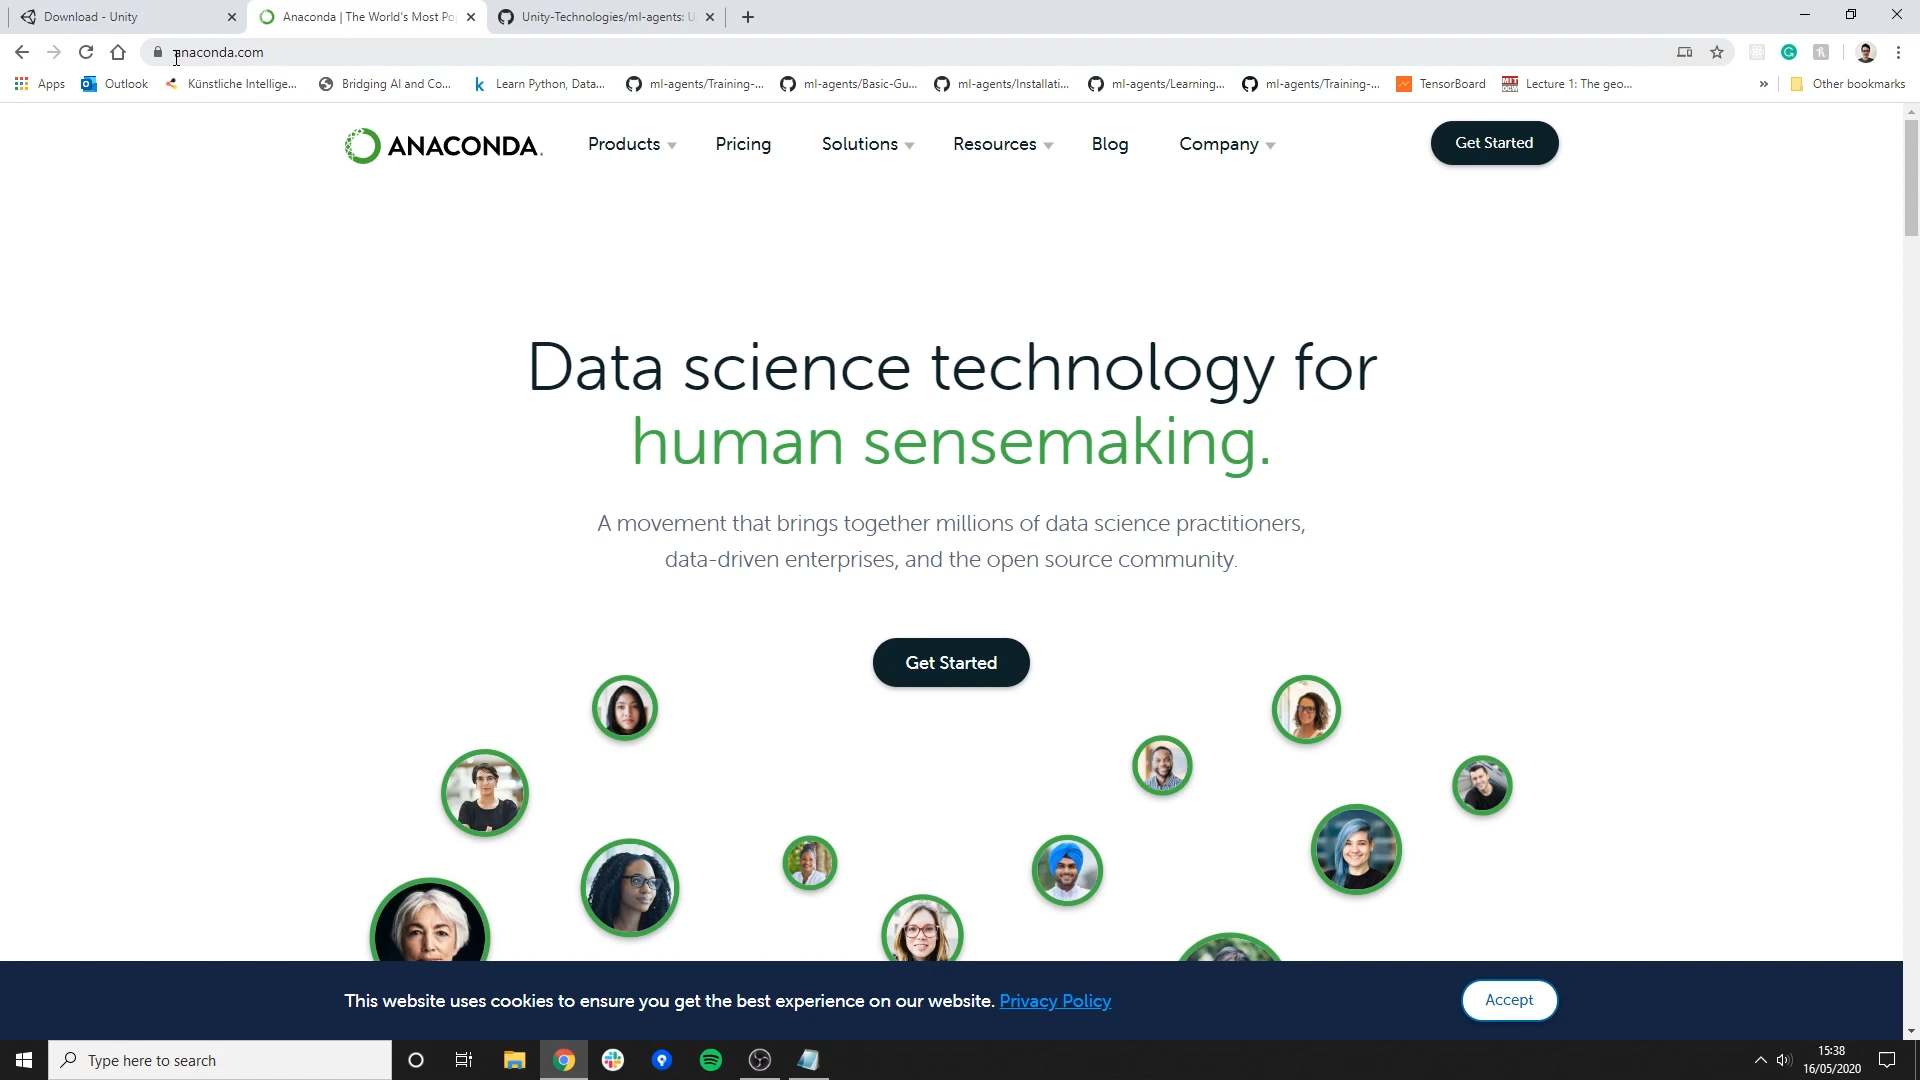 Download - Unity
Anaconda | The World's Most Po
Unity-Technologies/ml-agents: U
anaconda.com
Apps
Outlook
Künstliche Intellige...
Bridging AI and Co...
Learn Python, Data...
ml-agents/Training-...
ml-agents/Basic-Gu...
ml-agents/Installati...
ml-agents/Learning...
ml-agents/Training-...
TensorBoard
Lecture 1: The geo...
»
Other bookmarks
ANACONDA.
Products
Pricing
Solutions
Resources
Blog
Company
Get Started
Data science technology for
human sensemaking.
A movement that brings together millions of data science practitioners,
data-driven enterprises, and the open source community.
Get Started
This website uses cookies to ensure you get the best experience on our website. Privacy Policy
Accept
Type here to search
15:38
16/05/2020